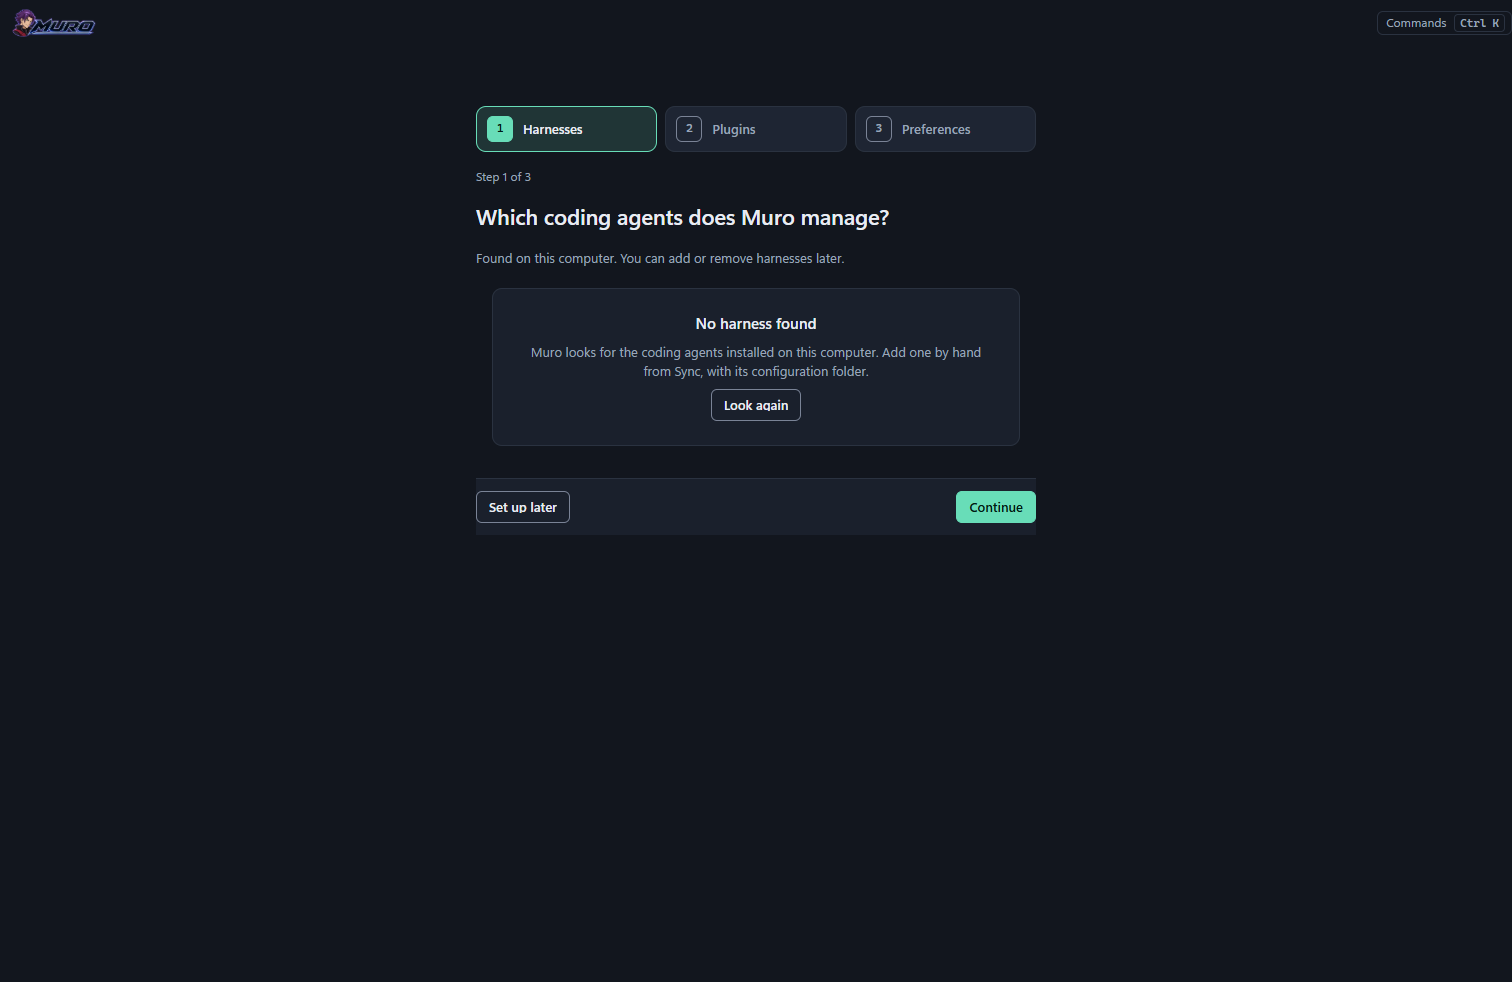 MURO
Commands Ctrl K
1 Harnesses
2 Plugins
3 Preferences
Step 1 of 3
Which coding agents does Muro manage?
Found on this computer. You can add or remove harnesses later.
No harness found
Muro looks for the coding agents installed on this computer. Add one by hand
from Sync, with its configuration folder.
Look again
Set up later
Continue